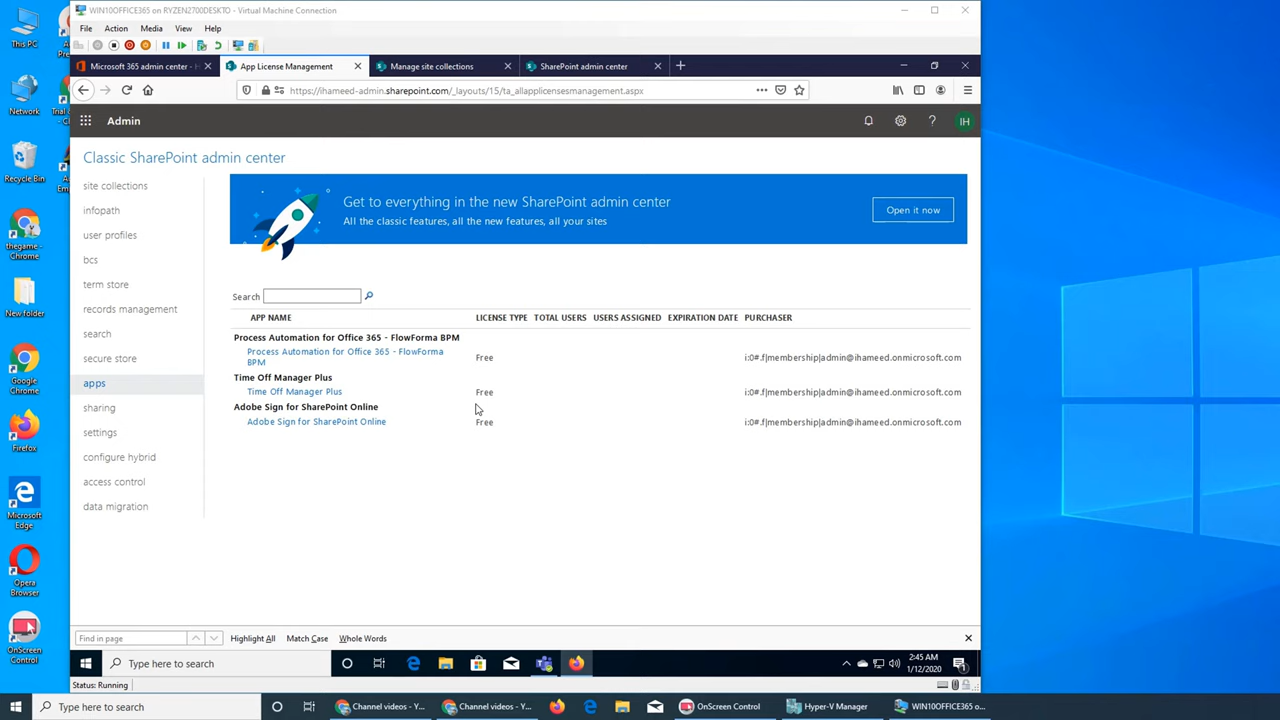 WIN10OFFICE365 on RYZEN2700DESKTO - Virtual Machine Connection
File Action Media View Help
Microsoft 365 admin center -
App License Management
Manage site collections
SharePoint admin center
https://ihameed-admin.sharepoint.com/_layouts/15/ta_allapplicensesmanagement.aspx
Admin
IH
Classic SharePoint admin center
site collections
infopath
user profiles
bcs
term store
records management
search
secure store
apps
sharing
settings
configure hybrid
access control
data migration
Get to everything in the new SharePoint admin center
All the classic features, all the new features, all your sites
Open it now
Search
APP NAME LICENSE TYPE TOTAL USERS USERS ASSIGNED EXPIRATION DATE PURCHASER
Process Automation for Office 365 - FlowForma BPM
Process Automation for Office 365 - FlowForma
BPM
Free i:0#.f|membership|admin@ihameed.onmicrosoft.com
Time Off Manager Plus
Time Off Manager Plus Free i:0#.f|membership|admin@ihameed.onmicrosoft.com
Adobe Sign for SharePoint Online
Adobe Sign for SharePoint Online Free i:0#.f|membership|admin@ihameed.onmicrosoft.com
Find in page Highlight All Match Case Whole Words
Type here to search
2:45 AM
1/12/2020
1
Status: Running
This PC
Network
Recycle Bin
thegame -
Chrome
New folder
Google
Chrome
Firefox
Microsoft
Edge
Opera
Browser
OnScreen
Control
Type here to search
Channel videos - Y...
Channel videos - Y...
OnScreen Control
Hyper-V Manager
WIN10OFFICE365 o...